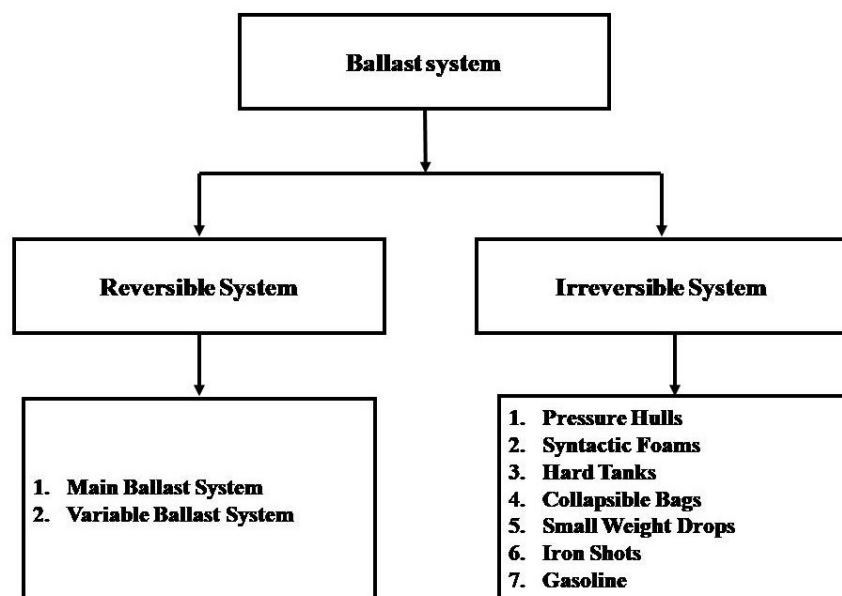 Ballast system
Reversible System
Irreversible System
1. Main Ballast System
2. Variable Ballast System
1. Pressure Hulls
2. Syntactic Foams
3. Hard Tanks
4. Collapsible Bags
5. Small Weight Drops
6. Iron Shots
7. Gasoline